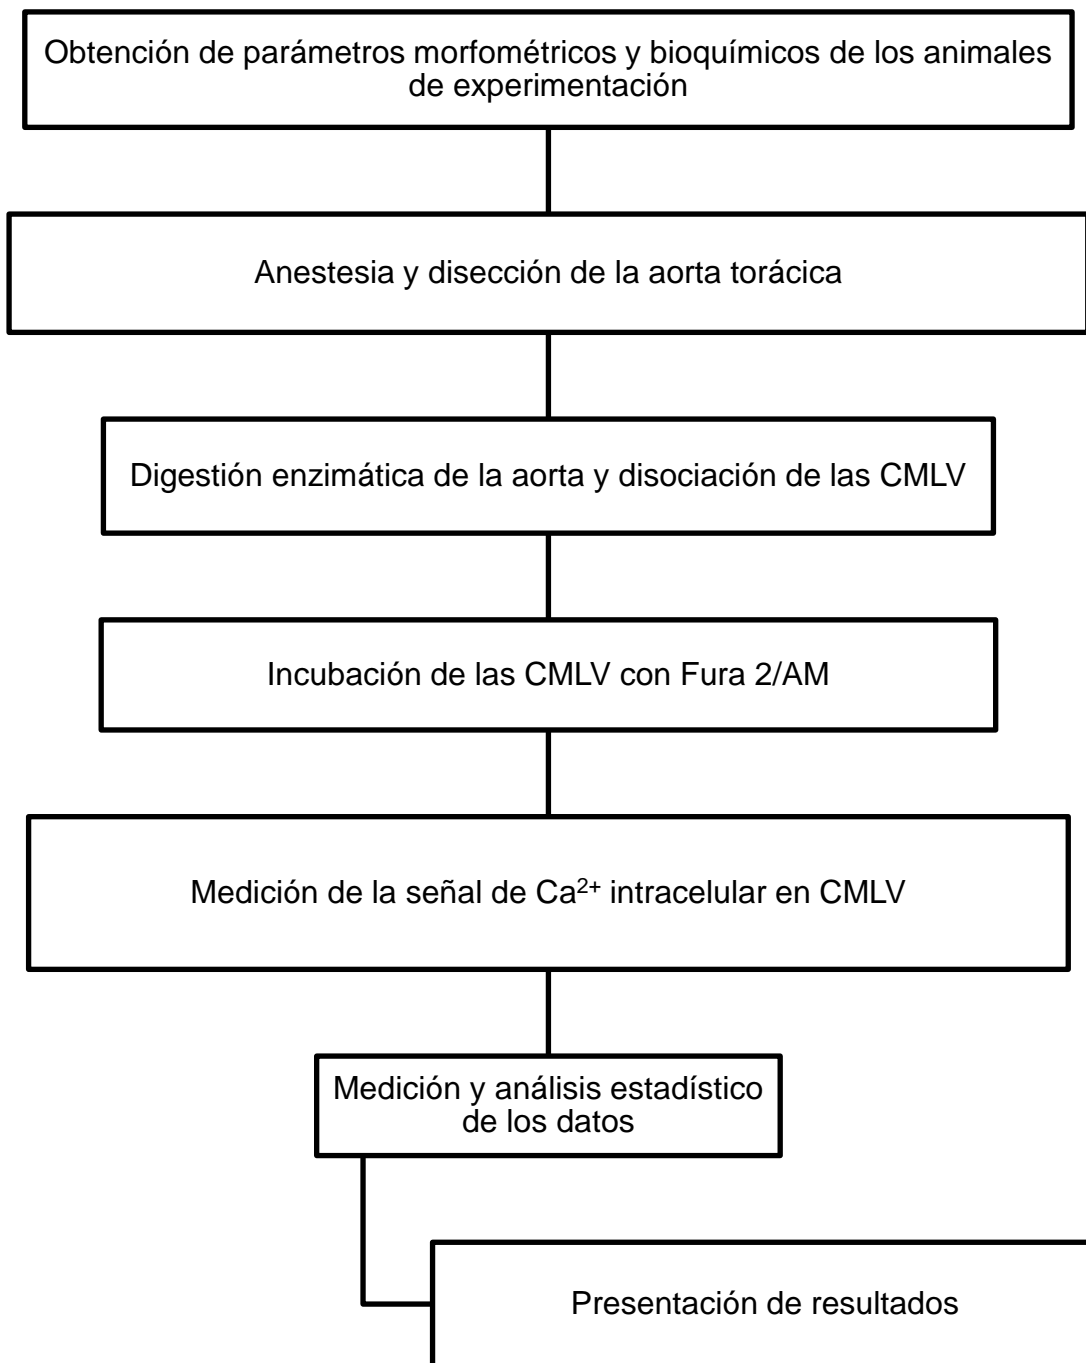 Obtención de parámetros morfométricos y bioquímicos de los animales
de experimentación
Anestesia y disección de la aorta torácica
Digestión enzimática de la aorta y disociación de las CMLV
Incubación de las CMLV con Fura 2/AM
Medición de la señal de Ca²⁺ intracelular en CMLV
Medición y análisis estadístico
de los datos
Presentación de resultados